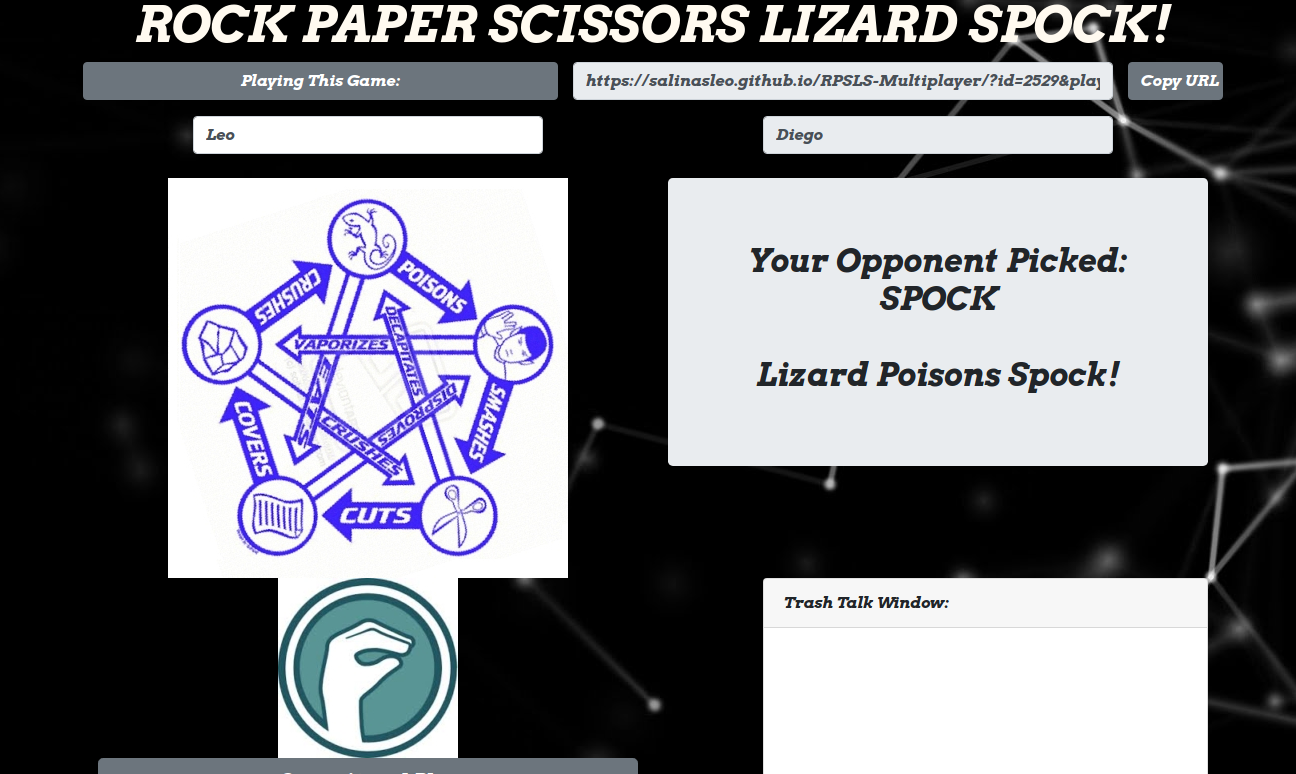 ROCK PAPER SCISSORS LIZARD SPOCK!
Playing This Game:
https://salinasleo.github.io/RPSLS-Multiplayer/?id=2529&play
Copy URL
Leo
Diego
CRUSHES
POISONS
VAPORIZES
DECAPITATES
EATS
DISPROVES
SMASHES
COVERS
CRUSHES
CUTS
Your Opponent Picked:
SPOCK
Lizard Poisons Spock!
Trash Talk Window: